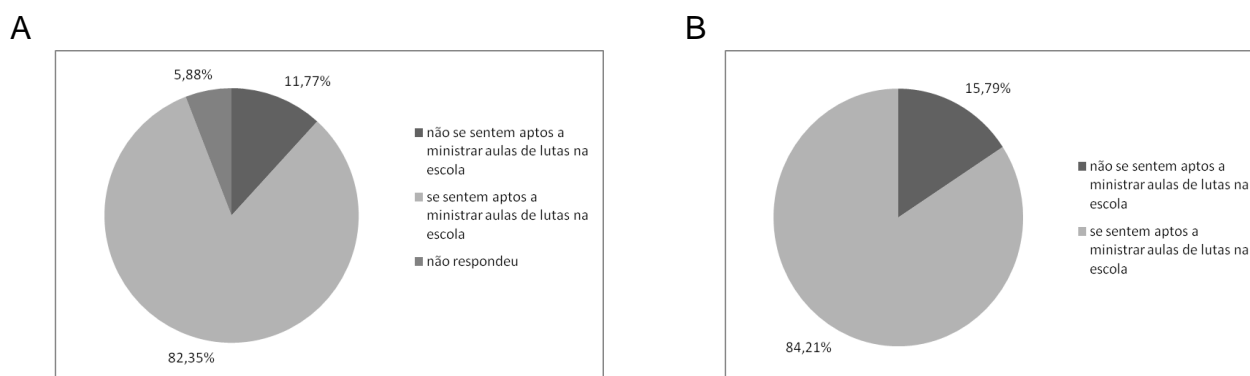 A
5,88%
11,77%
não se sentem aptos a
ministrar aulas de lutas na
escola
se sentem aptos a
ministrar aulas de lutas na
escola
não respondeu
82,35%
B
15,79%
não se sentem aptos a
ministrar aulas de lutas na
escola
se sentem aptos a
ministrar aulas de lutas na
escola
84,21%